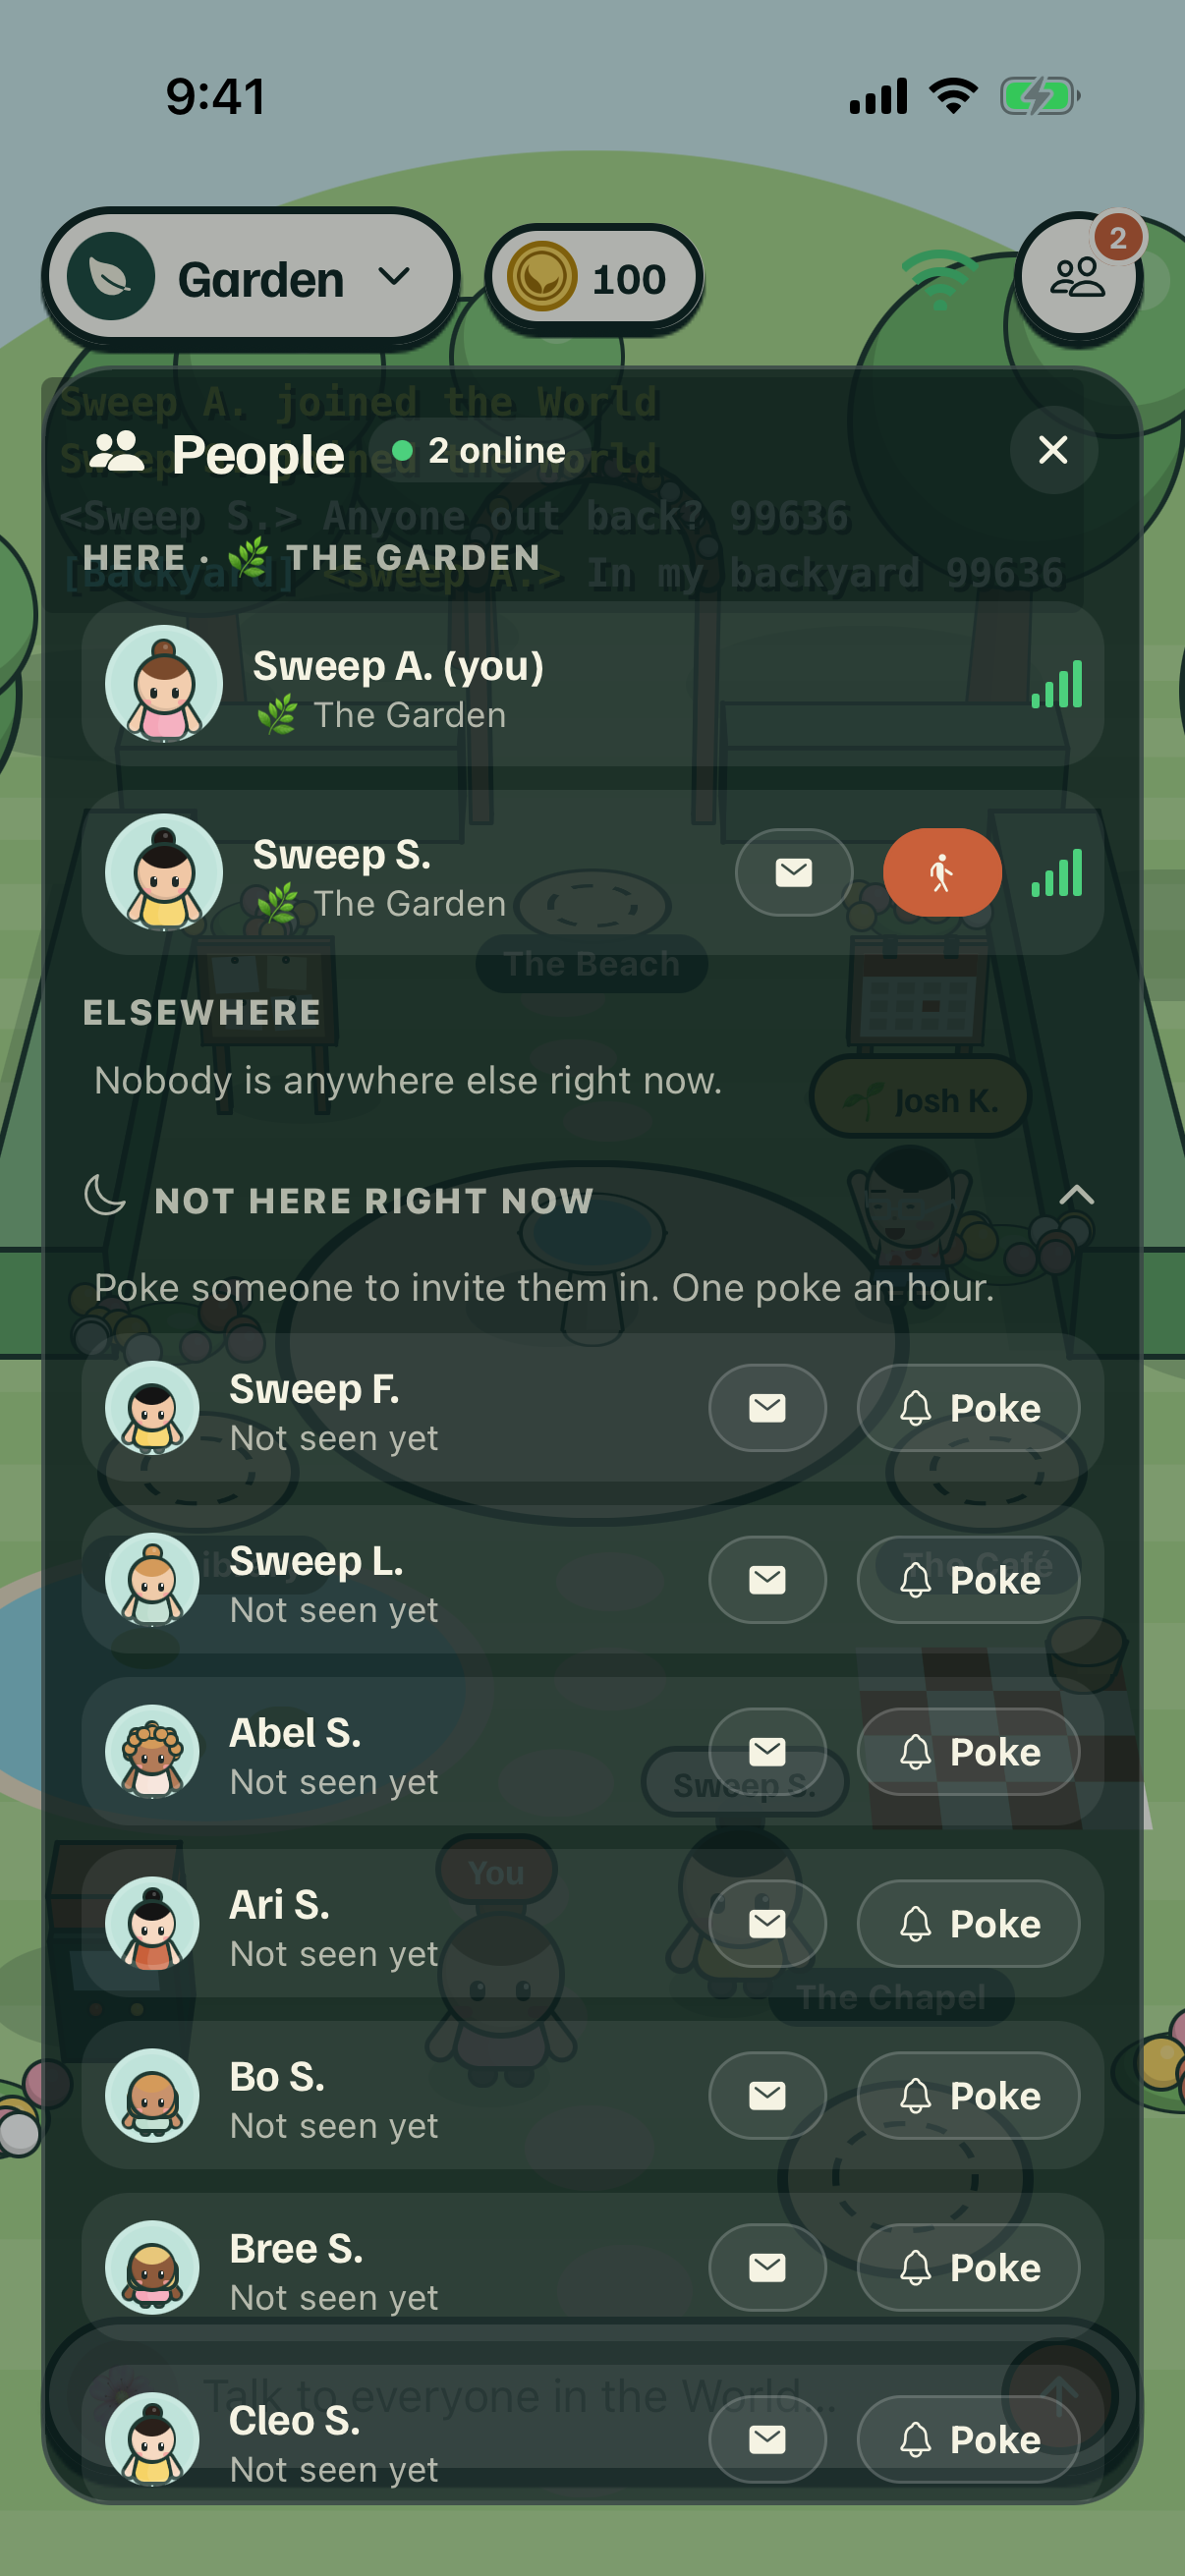 9:41
Garden
100
2
Sweep A. joined the World
People
2 online
<Sweep S.> Anyone out back? 99636
HERE · 🌿 THE GARDEN
[Backyard] <Sweep A.> In my backyard 99636
Sweep A. (you)
🌿 The Garden
Sweep S.
🌿 The Garden
The Beach
ELSEWHERE
Nobody is anywhere else right now.
Josh K.
NOT HERE RIGHT NOW
Poke someone to invite them in. One poke an hour.
Sweep F.
Not seen yet
Poke
The Café
Sweep L.
Not seen yet
Poke
Abel S.
Not seen yet
Poke
Sweep S.
You
Ari S.
Not seen yet
Poke
The Chapel
Bo S.
Not seen yet
Poke
Bree S.
Not seen yet
Poke
Talk to everyone in the World...
Cleo S.
Not seen yet
Poke